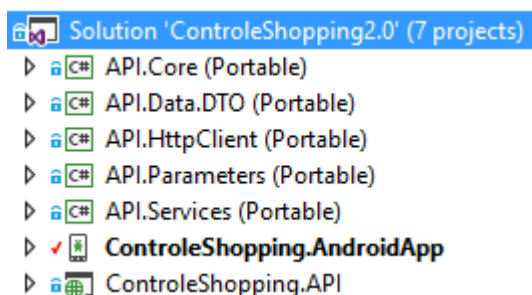 Solution 'ControleShopping2.0' (7 projects)
C# API.Core (Portable)
C# API.Data.DTO (Portable)
C# API.HttpClient (Portable)
C# API.Parameters (Portable)
C# API.Services (Portable)
ControleShopping.AndroidApp
ControleShopping.API